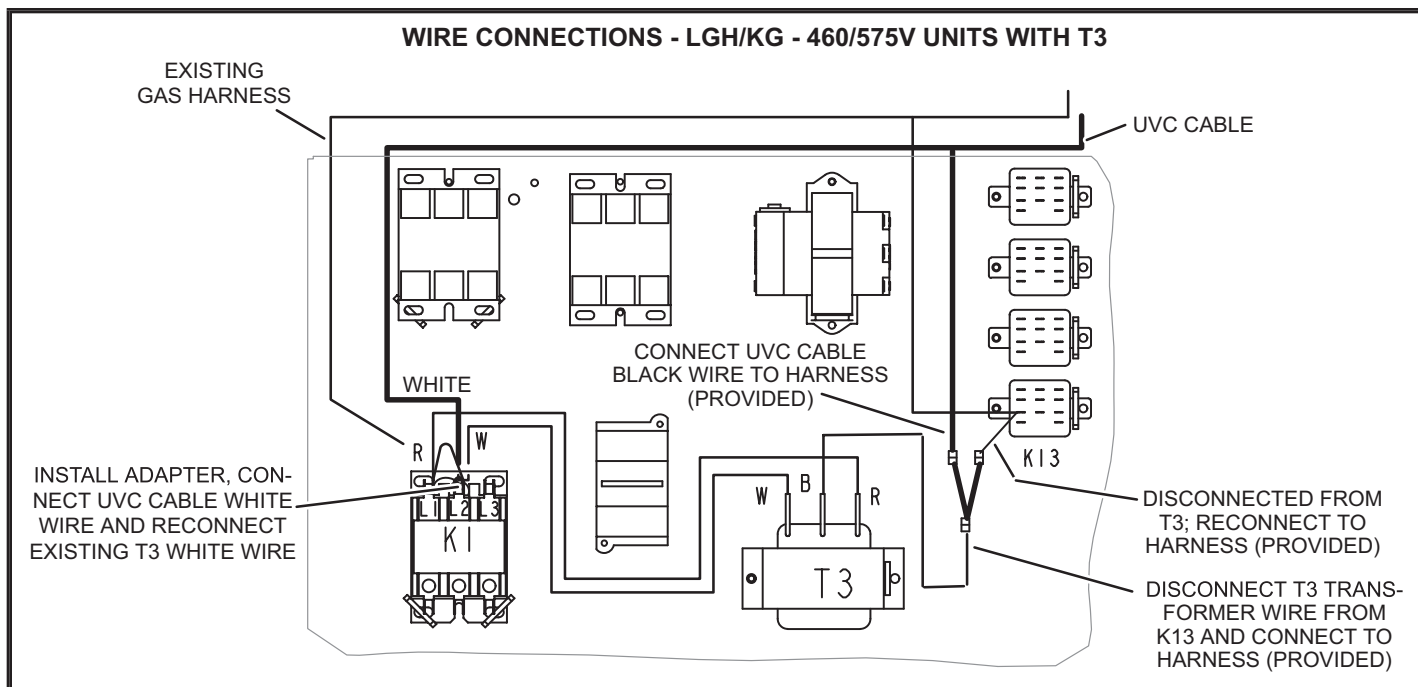 WIRE CONNECTIONS - LGH/KG - 460/575V UNITS WITH T3
EXISTING
GAS HARNESS
UVC CABLE
CONNECT UVC CABLE
BLACK WIRE TO HARNESS
(PROVIDED)
WHITE
R
W
K13
INSTALL ADAPTER, CON-
NECT UVC CABLE WHITE
WIRE AND RECONNECT
EXISTING T3 WHITE WIRE
L1 L2 L3
K1
W
B
R
T3
DISCONNECTED FROM
T3; RECONNECT TO
HARNESS (PROVIDED)
DISCONNECT T3 TRANS-
FORMER WIRE FROM
K13 AND CONNECT TO
HARNESS (PROVIDED)